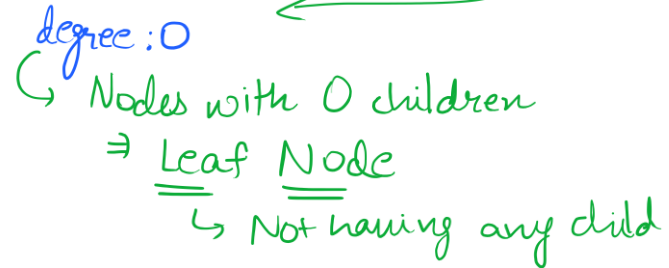 degree : 0
↳ Nodes with 0 children
⇒ Leaf Node
↳ Not having any child